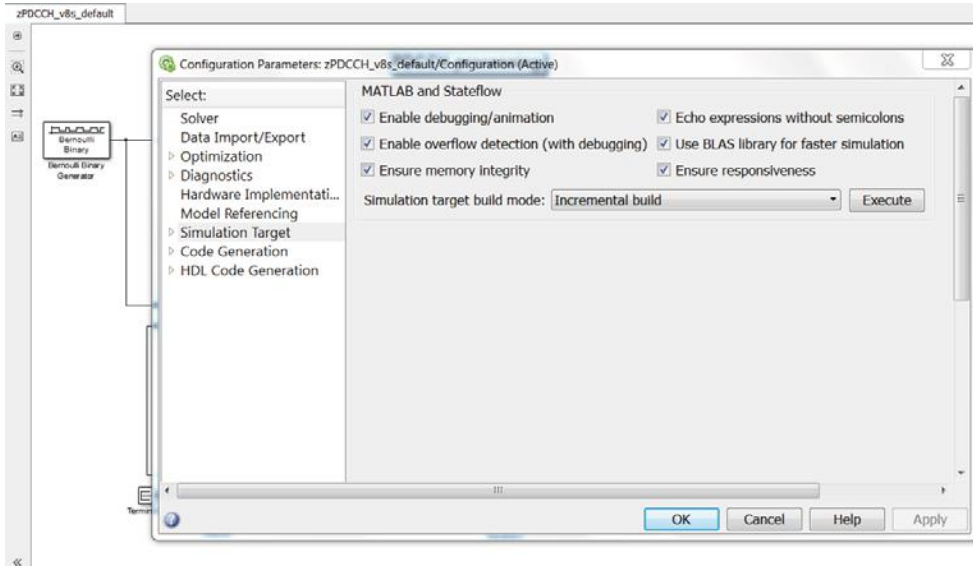 zPDCCH_v8s_default
Configuration Parameters: zPDCCH_v8s_default/Configuration (Active)
Select:
Solver
Data Import/Export
Optimization
Diagnostics
Hardware Implementati...
Model Referencing
Simulation Target
Code Generation
HDL Code Generation
MATLAB and Stateflow
Enable debugging/animation
Echo expressions without semicolons
Enable overflow detection (with debugging)
Use BLAS library for faster simulation
Ensure memory integrity
Ensure responsiveness
Simulation target build mode: Incremental build
Execute
Bernoulli
Binary
Bernoulli Binary
Generator
OK
Cancel
Help
Apply